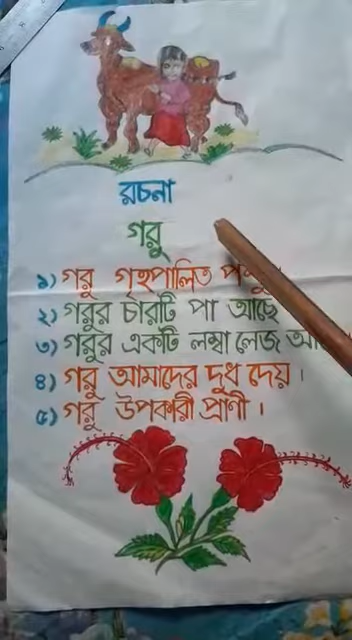 রচনা
গরু
১) গরু গৃহপালিত
২) গরুর চারটি পা আছে
৩) গরুর একটি লম্বা লেজ
৪) গরু আমাদের দুধ দেয়।
৫) গরু উপকারী প্রাণী।